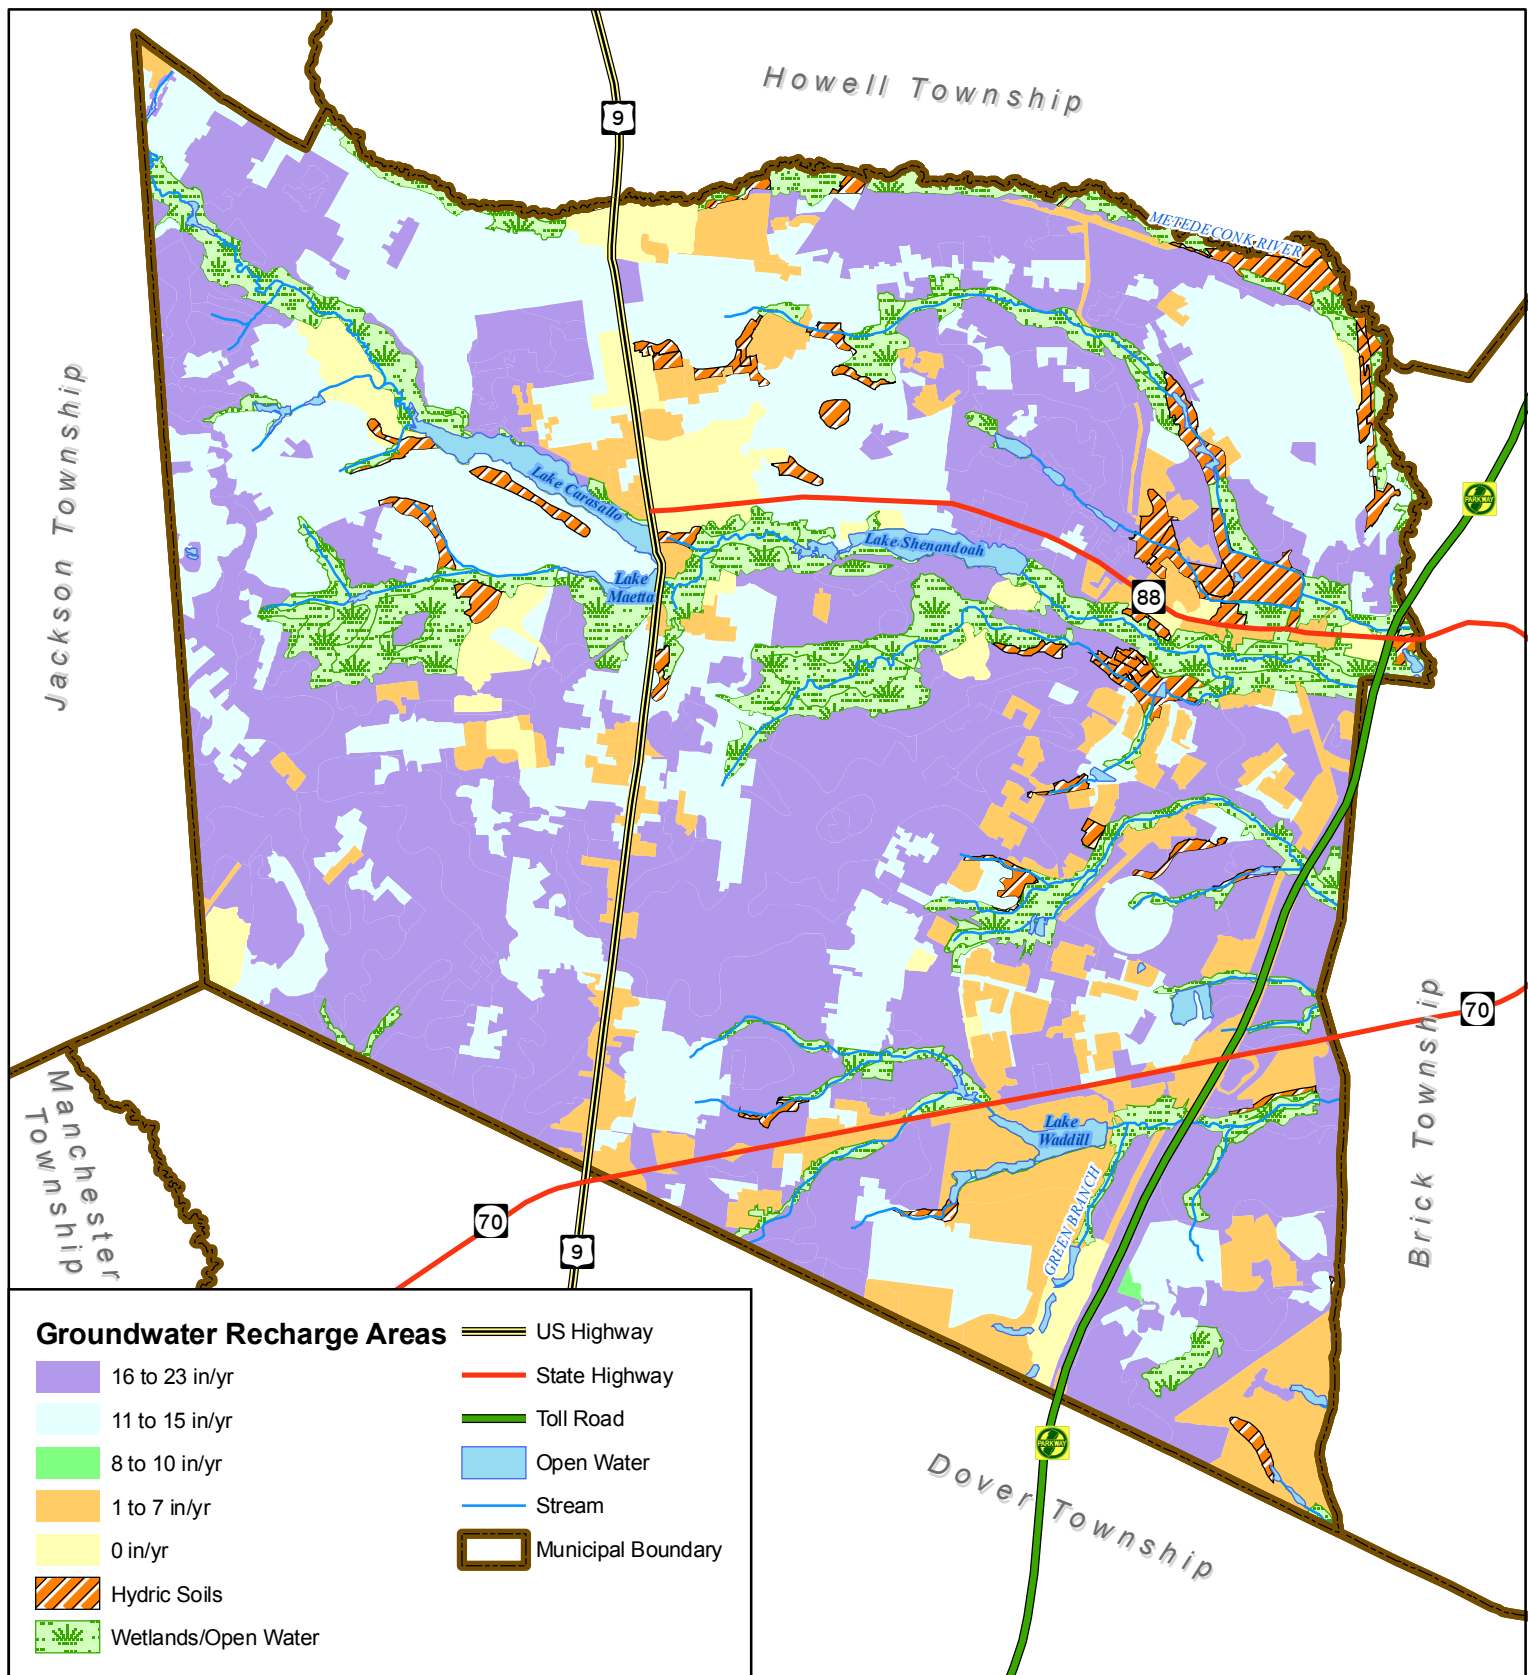 Howell Township
9
METEDECONK RIVER
Jackson Township
PARKWAY
Lake Carasaljo
Lake Shenandoah
Lake
Maetta
88
Brick Township
70
Lake
Waddill
GREEN BRANCH
Manchester
Township
70
9
PARKWAY
Dover Township
Groundwater Recharge Areas
16 to 23 in/yr
11 to 15 in/yr
8 to 10 in/yr
1 to 7 in/yr
0 in/yr
Hydric Soils
Wetlands/Open Water
US Highway
State Highway
Toll Road
Open Water
Stream
Municipal Boundary